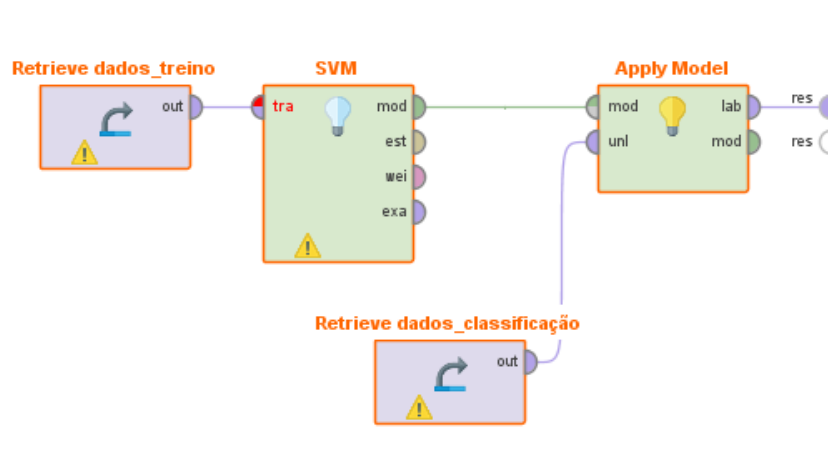 Retrieve dados_treino
out
SVM
tra
mod
est
wei
exa
Apply Model
mod
unl
lab
mod
res
res
Retrieve dados_classificação
out